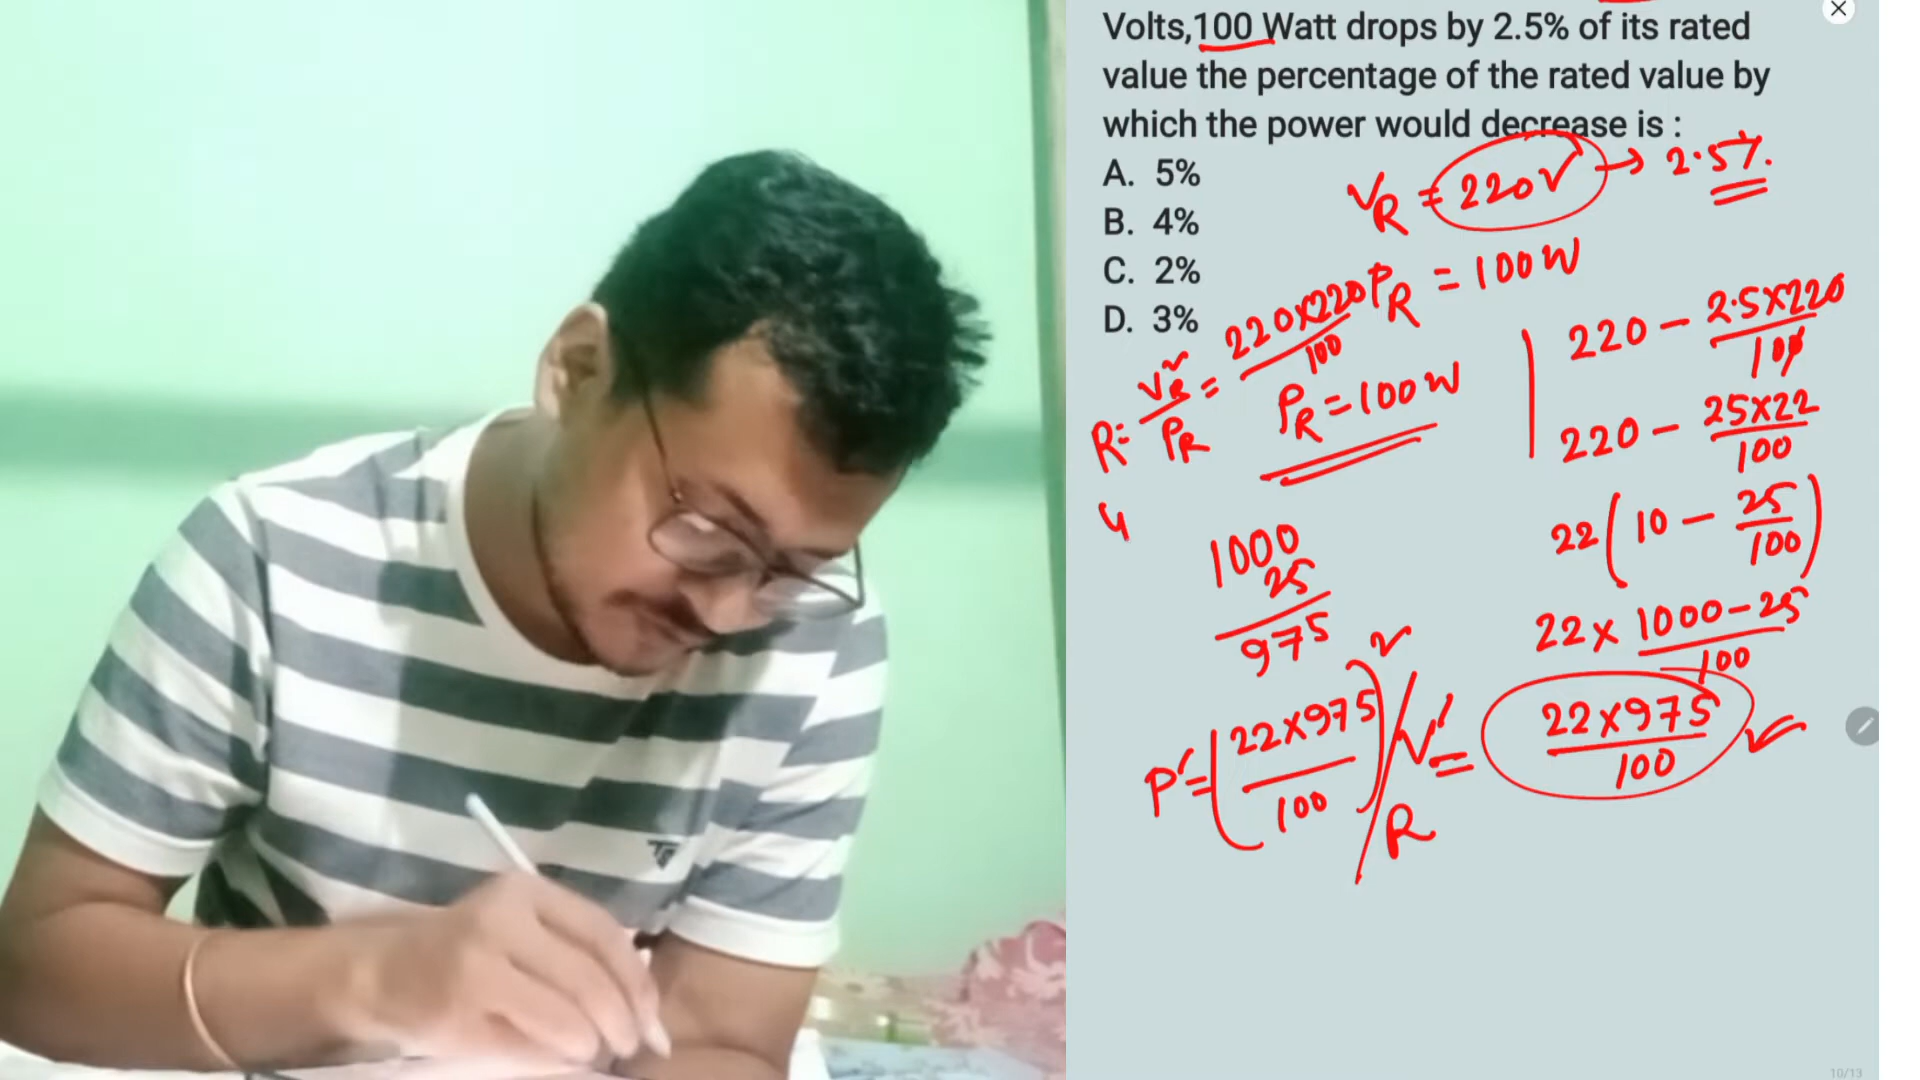 Volts,100 Watt drops by 2.5% of its rated
value the percentage of the rated value by
which the power would decrease is :
A. 5%
B. 4%
C. 2%
D. 3%
V_R = 220V → 2.5%
P_R = 100W
R = V_R²/P_R = 220×220/100
P_R = 100W
220 − 2.5×220/100
220 − 25×22/100
22(10 − 25/100)
1000
25
975
22 × 1000−25/100
V' = 22×975/100
P' = (22×975/100)²/R
10/13